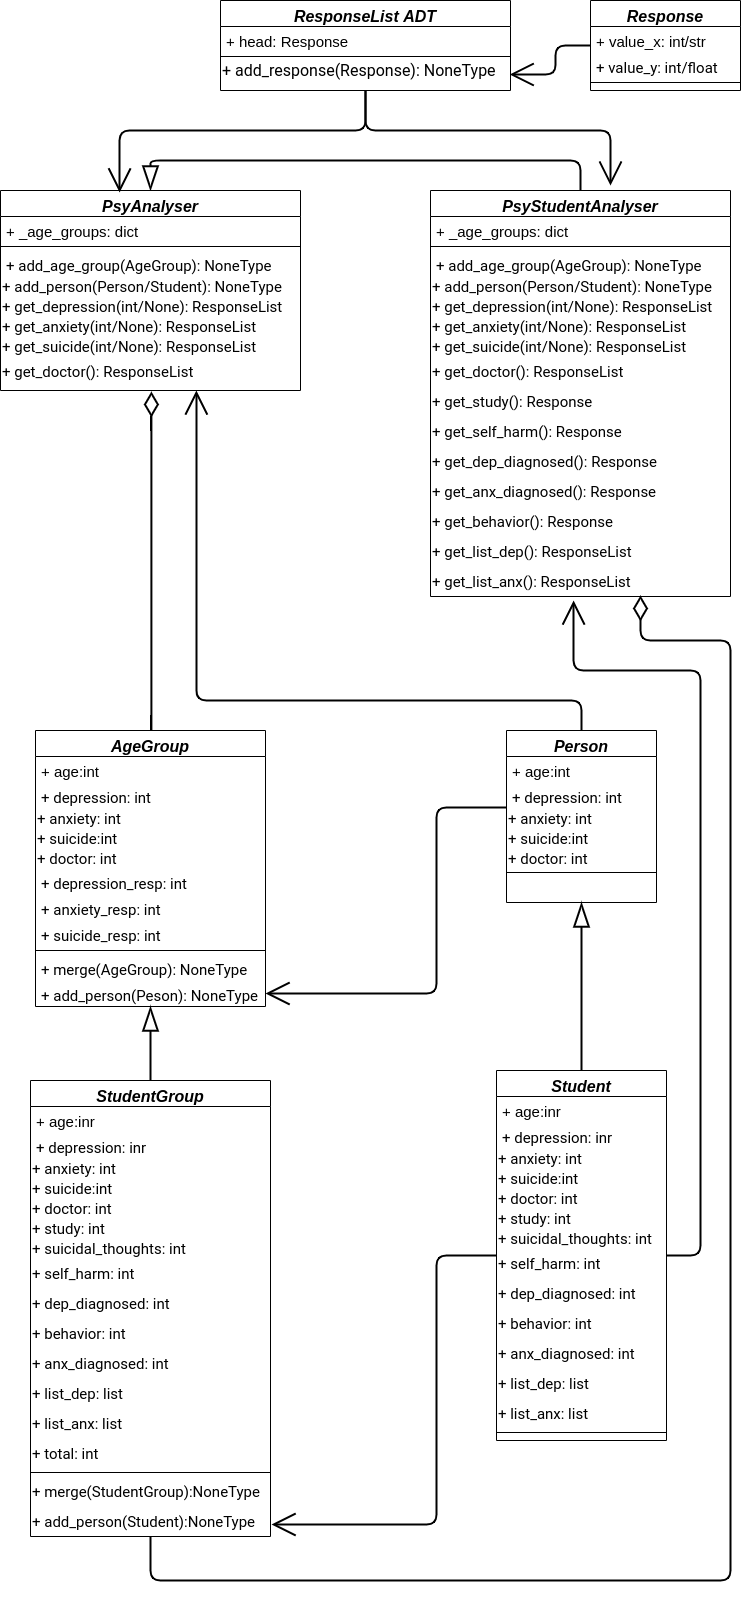 ResponseList ADT
+ head: Response
+ add_response(Response): NoneType
Response
+ value_x: int/str
+ value_y: int/float
PsyAnalyser
+ _age_groups: dict
+ add_age_group(AgeGroup): NoneType
+ add_person(Person/Student): NoneType
+ get_depression(int/None): ResponseList
+ get_anxiety(int/None): ResponseList
+ get_suicide(int/None): ResponseList
+ get_doctor(): ResponseList
PsyStudentAnalyser
+ _age_groups: dict
+ add_age_group(AgeGroup): NoneType
+ add_person(Person/Student): NoneType
+ get_depression(int/None): ResponseList
+ get_anxiety(int/None): ResponseList
+ get_suicide(int/None): ResponseList
+ get_doctor(): ResponseList
+ get_study(): Response
+ get_self_harm(): Response
+ get_dep_diagnosed(): Response
+ get_anx_diagnosed(): Response
+ get_behavior(): Response
+ get_list_dep(): ResponseList
+ get_list_anx(): ResponseList
AgeGroup
+ age:int
+ depression: int
+ anxiety: int
+ suicide:int
+ doctor: int
+ depression_resp: int
+ anxiety_resp: int
+ suicide_resp: int
+ merge(AgeGroup): NoneType
+ add_person(Peson): NoneType
Person
+ age:int
+ depression: int
+ anxiety: int
+ suicide:int
+ doctor: int
StudentGroup
+ age:inr
+ depression: inr
+ anxiety: int
+ suicide:int
+ doctor: int
+ study: int
+ suicidal_thoughts: int
+ self_harm: int
+ dep_diagnosed: int
+ behavior: int
+ anx_diagnosed: int
+ list_dep: list
+ list_anx: list
+ total: int
+ merge(StudentGroup):NoneType
+ add_person(Student):NoneType
Student
+ age:inr
+ depression: inr
+ anxiety: int
+ suicide:int
+ doctor: int
+ study: int
+ suicidal_thoughts: int
+ self_harm: int
+ dep_diagnosed: int
+ behavior: int
+ anx_diagnosed: int
+ list_dep: list
+ list_anx: list